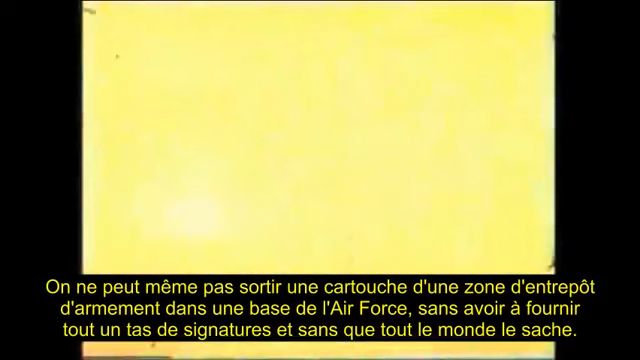 On ne peut même pas sortir une cartouche d'une zone d'entrepôt
d'armement dans une base de l'Air Force, sans avoir à fournir
tout un tas de signatures et sans que tout le monde le sache.